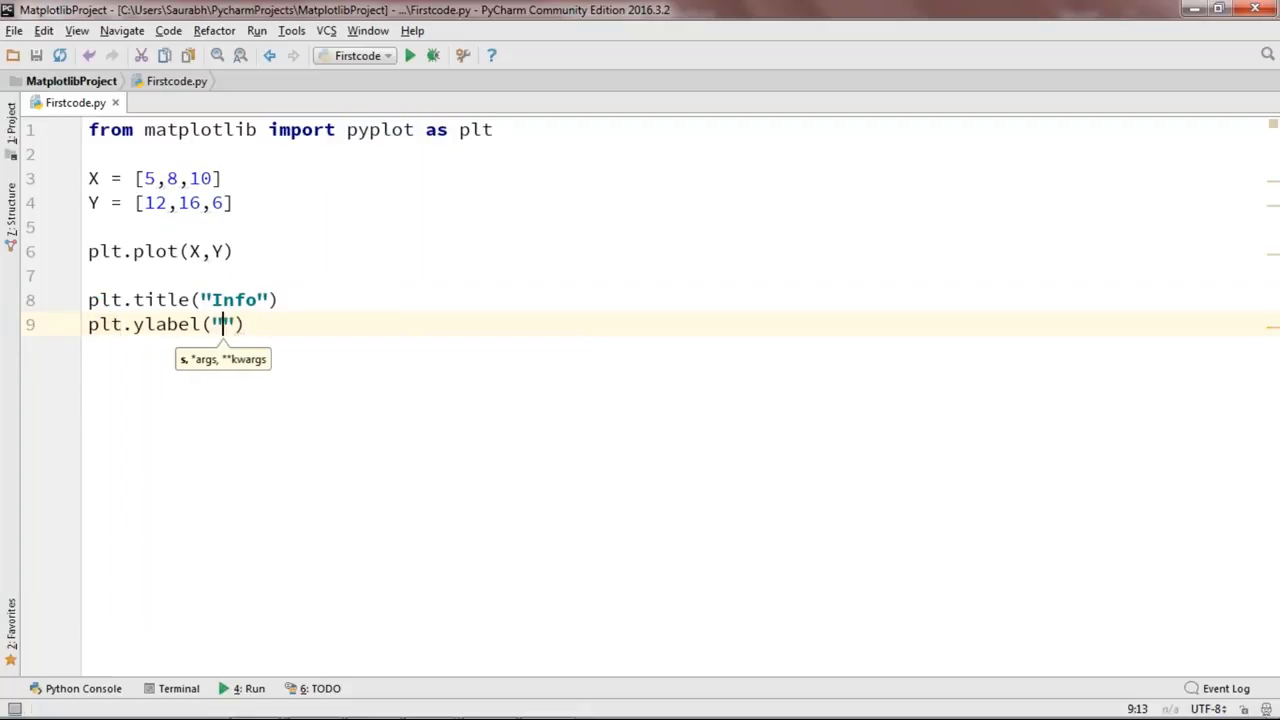 MatplotlibProject - [C:\Users\Saurabh\PycharmProjects\MatplotlibProject] - ...\Firstcode.py - PyCharm Community Edition 2016.3.2
File Edit View Navigate Code Refactor Run Tools VCS Window Help
Firstcode
MatplotlibProject Firstcode.py
Firstcode.py
1: Project
Z: Structure
2: Favorites
1 from matplotlib import pyplot as plt
2
3 X = [5,8,10]
4 Y = [12,16,6]
5
6 plt.plot(X,Y)
7
8 plt.title("Info")
9 plt.ylabel("")
s, *args, **kwargs
Python Console Terminal 4: Run 6: TODO Event Log
9:13 n/a UTF-8